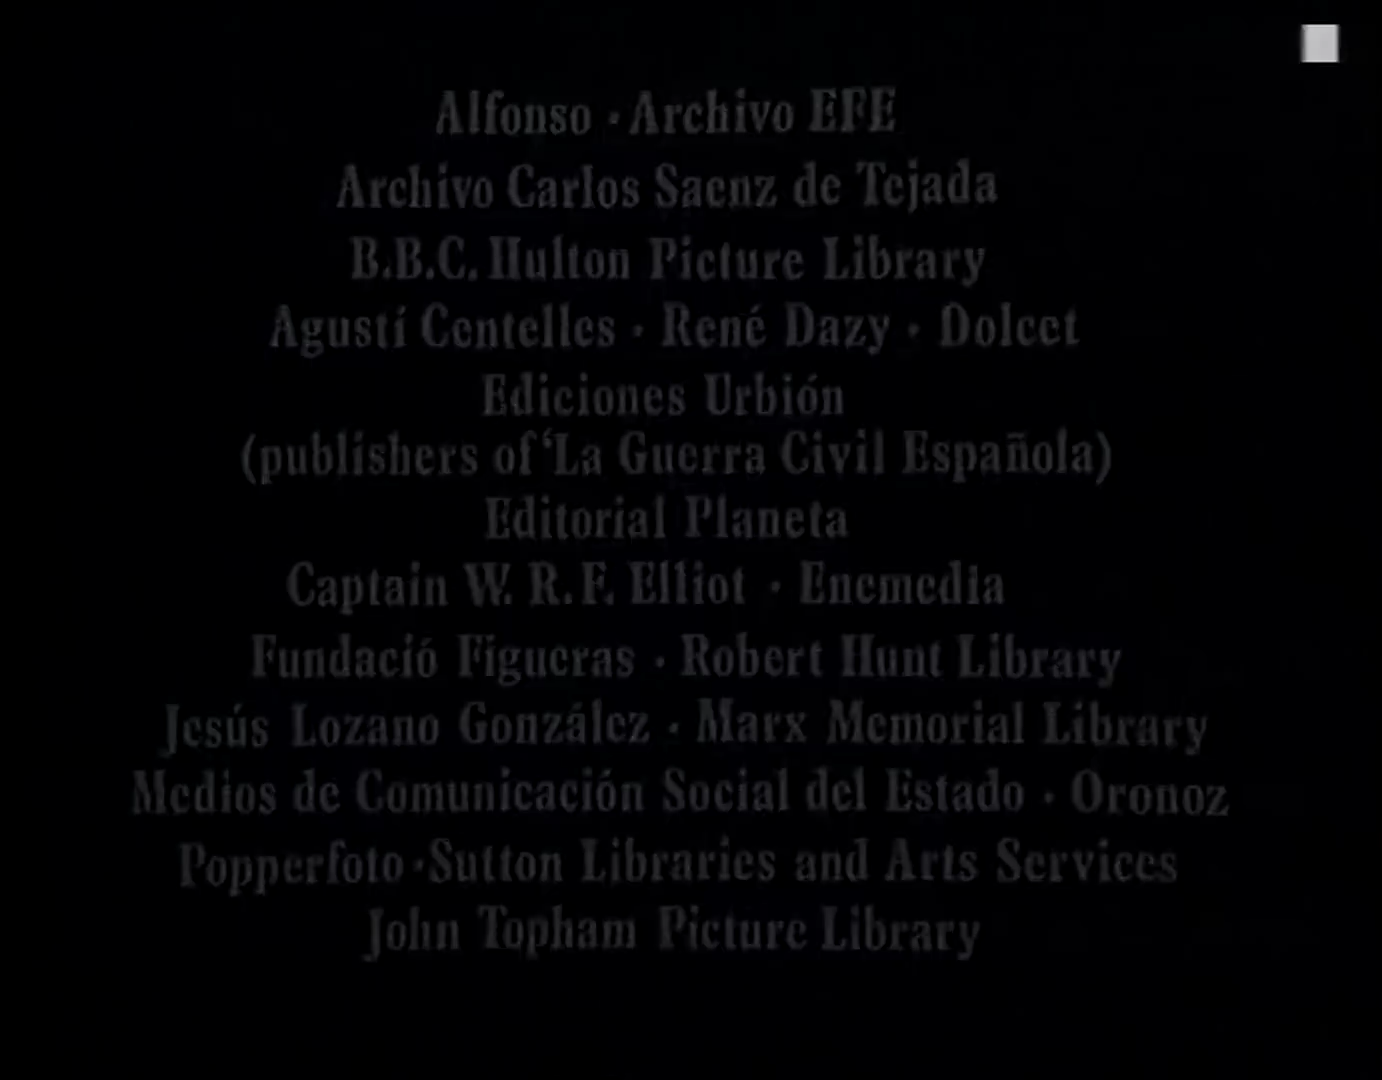 Alfonso · Archivo EFE
Archivo Carlos Saenz de Tejada
B.B.C. Hulton Picture Library
Agustí Centelles · René Dazy · Dolcet
Ediciones Urbión
(publishers of ‘La Guerra Civil Española)
Editorial Planeta
Captain W. R. F. Elliot · Enemedia
Fundació Figueras · Robert Hunt Library
Jesús Lozano González · Marx Memorial Library
Medios de Comunicación Social del Estado · Oronoz
Popperfoto · Sutton Libraries and Arts Services
John Topham Picture Library